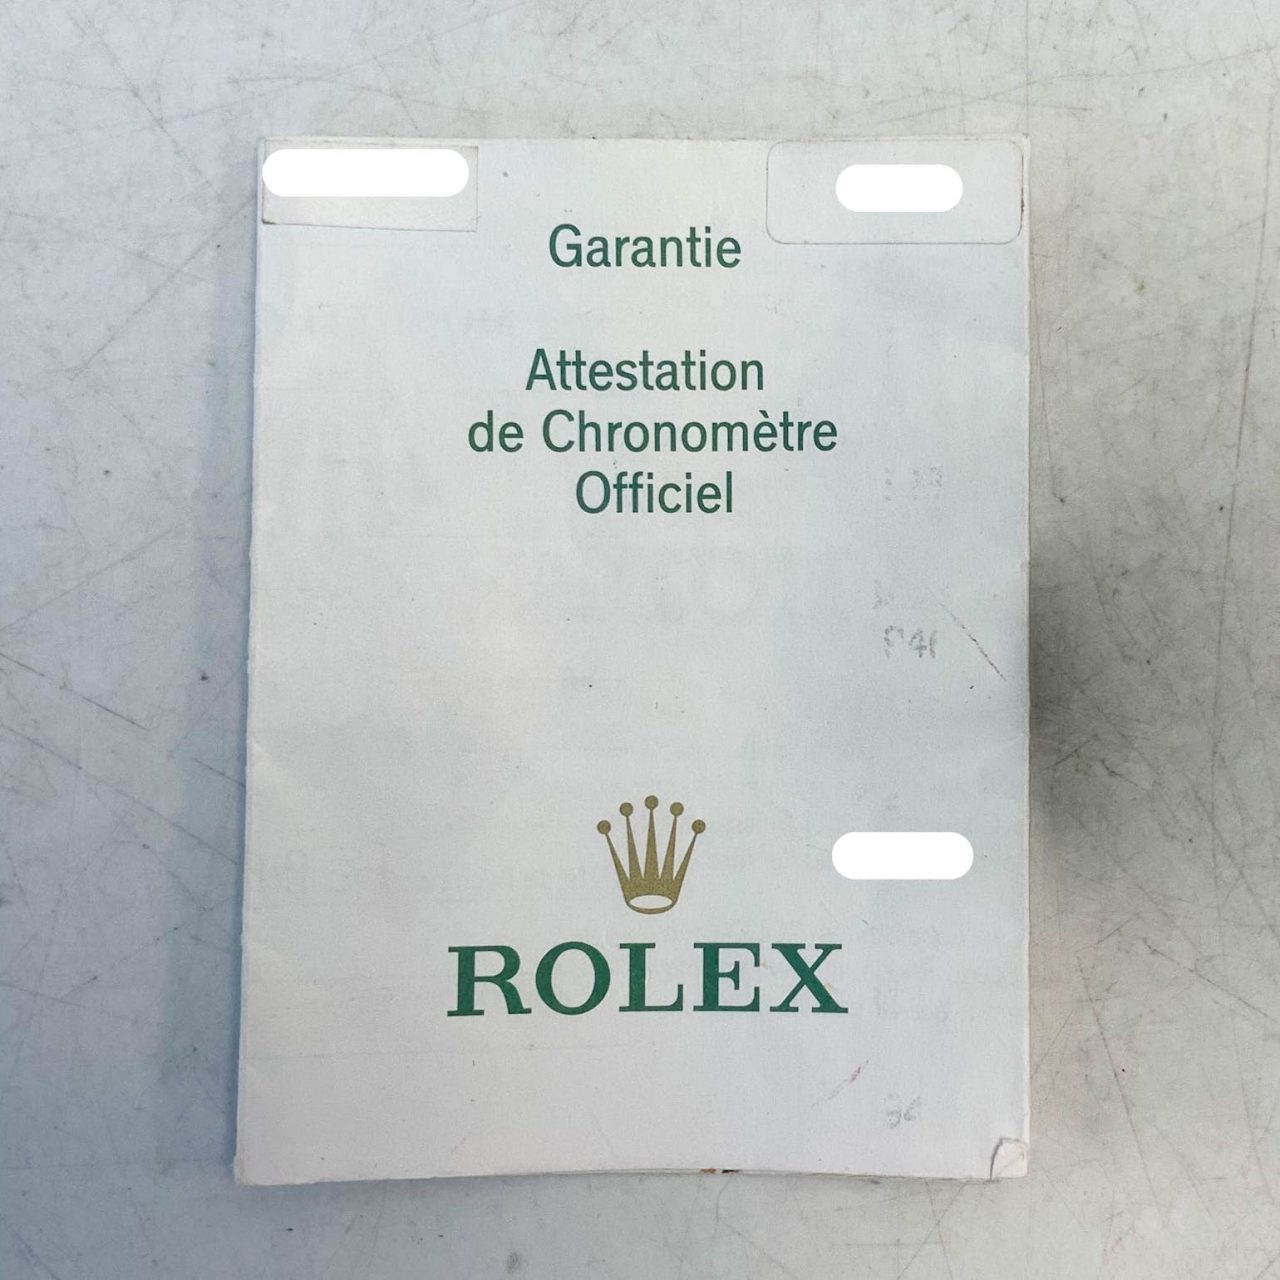 Garantie
Attestation
de Chronomètre
Officiel
ROLEX